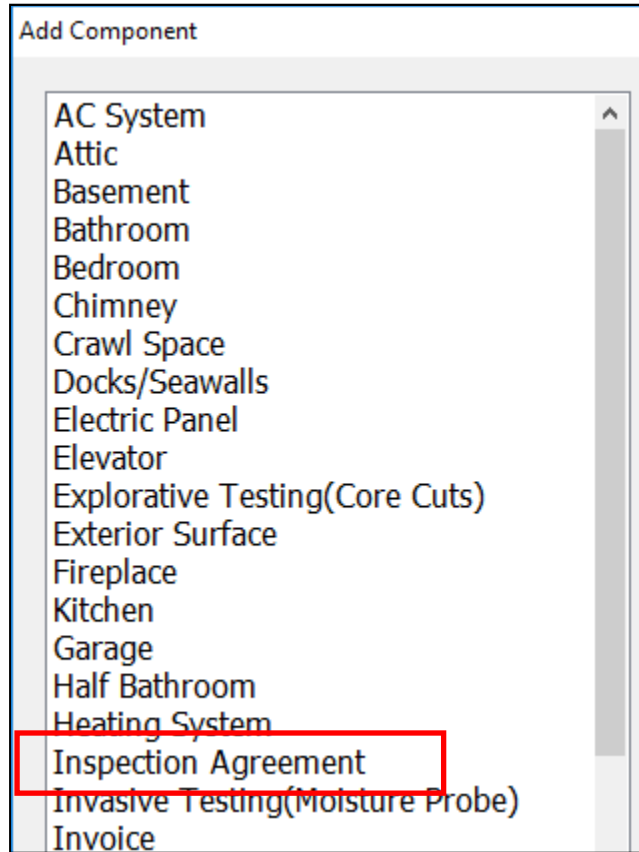 Add Component
AC System
Attic
Basement
Bathroom
Bedroom
Chimney
Crawl Space
Docks/Seawalls
Electric Panel
Elevator
Explorative Testing(Core Cuts)
Exterior Surface
Fireplace
Kitchen
Garage
Half Bathroom
Heating System
Inspection Agreement
Invasive Testing(Moisture Probe)
Invoice